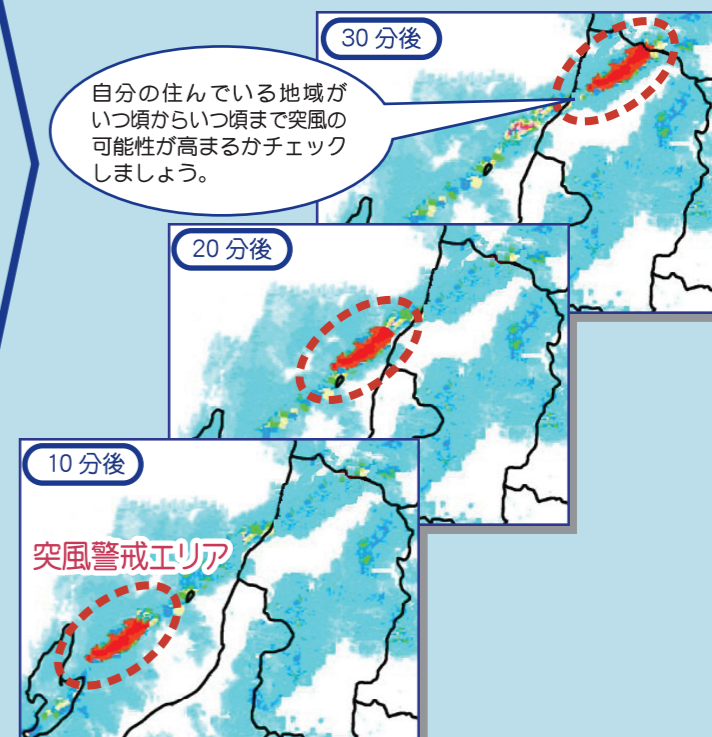 30 分後
自分の住んでいる地域が
いつ頃からいつ頃まで突風の
可能性が高まるかチェック
しましょう。
20 分後
10 分後
突風警戒エリア